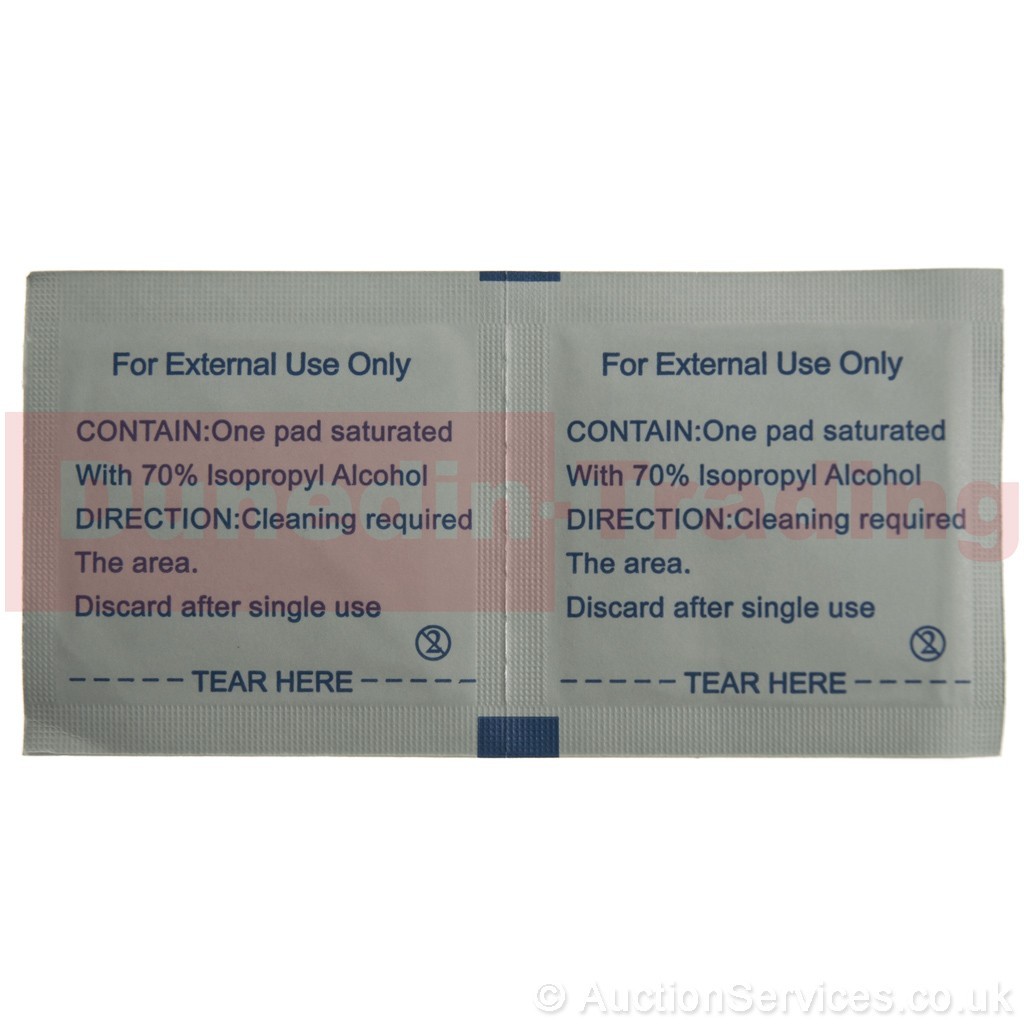 For External Use Only
CONTAIN:One pad saturated
With 70% Isopropyl Alcohol
DIRECTION:Cleaning required
The area.
Discard after single use
2
TEAR HERE
For External Use Only
CONTAIN:One pad saturated
With 70% Isopropyl Alcohol
DIRECTION:Cleaning required
The area.
Discard after single use
2
TEAR HERE
Dunedin·Trading
© AuctionServices.co.uk